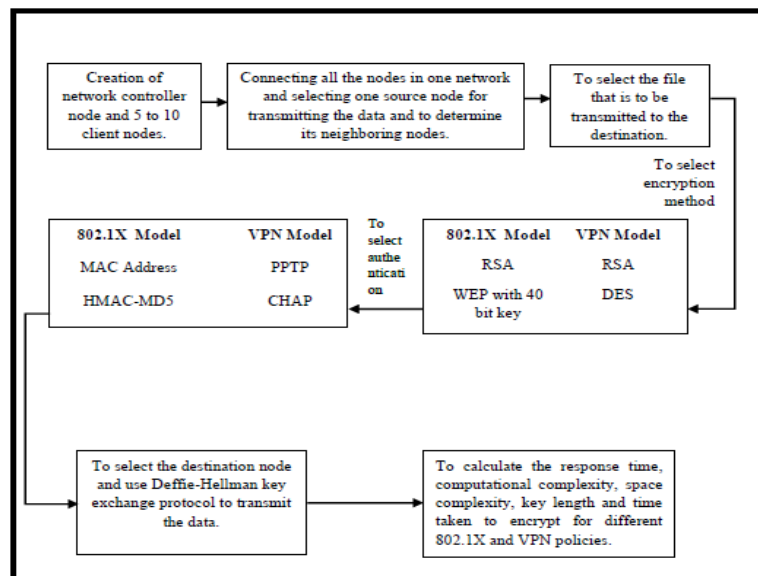 Creation of
network controller
node and 5 to 10
client nodes.
Connecting all the nodes in one network
and selecting one source node for
transmitting the data and to determine
its neighboring nodes.
To select the file
that is to be
transmitted to the
destination.
To select
encryption
method
802.1X Model VPN Model
RSA RSA
WEP with 40 DES
bit key
To
select
authe
nticati
on
802.1X Model VPN Model
MAC Address PPTP
HMAC-MD5 CHAP
To select the destination node
and use Deffie-Hellman key
exchange protocol to transmit
the data.
To calculate the response time,
computational complexity, space
complexity, key length and time
taken to encrypt for different
802.1X and VPN policies.